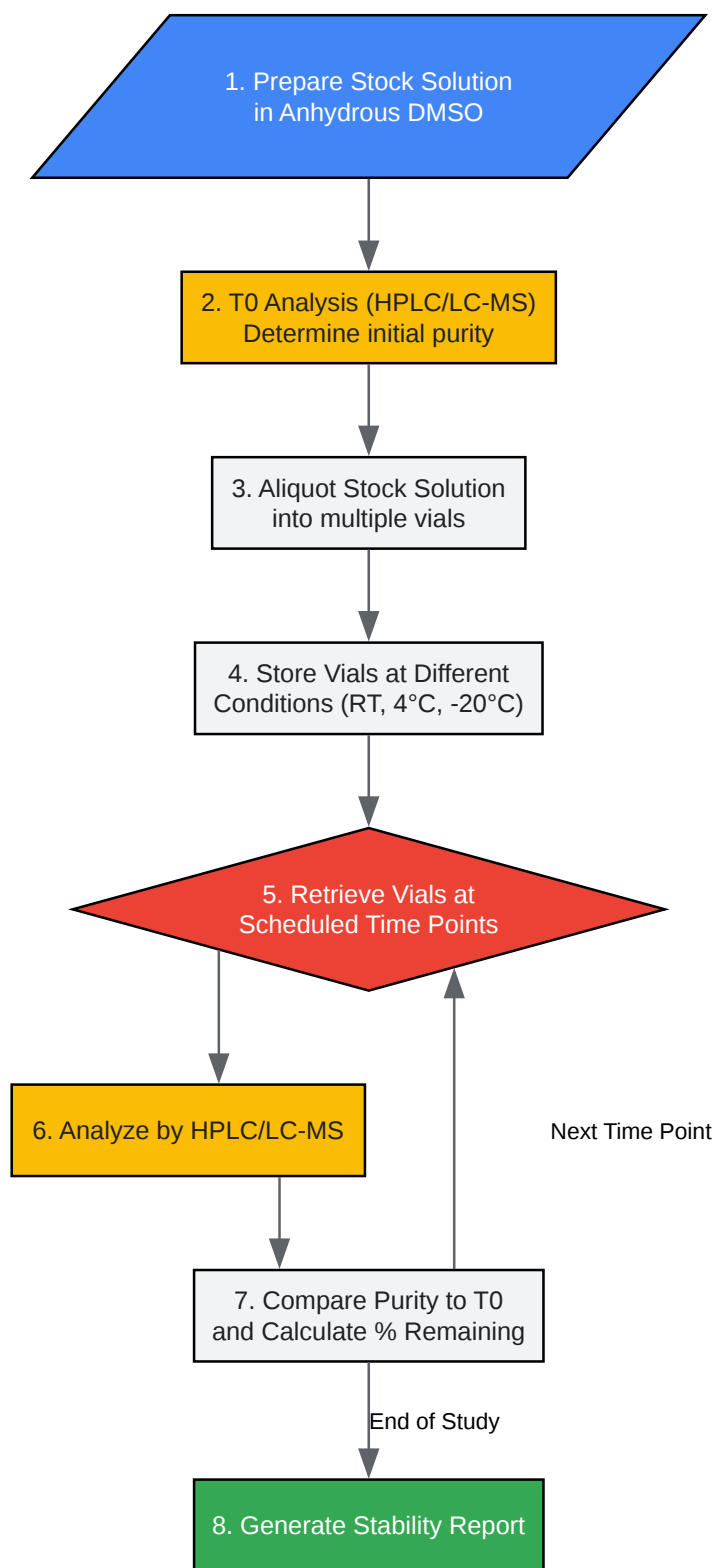 1. Prepare Stock Solution
in Anhydrous DMSO
2. T0 Analysis (HPLC/LC-MS)
Determine initial purity
3. Aliquot Stock Solution
into multiple vials
4. Store Vials at Different
Conditions (RT, 4°C, -20°C)
5. Retrieve Vials at
Scheduled Time Points
6. Analyze by HPLC/LC-MS
Next Time Point
7. Compare Purity to T0
and Calculate % Remaining
End of Study
8. Generate Stability Report